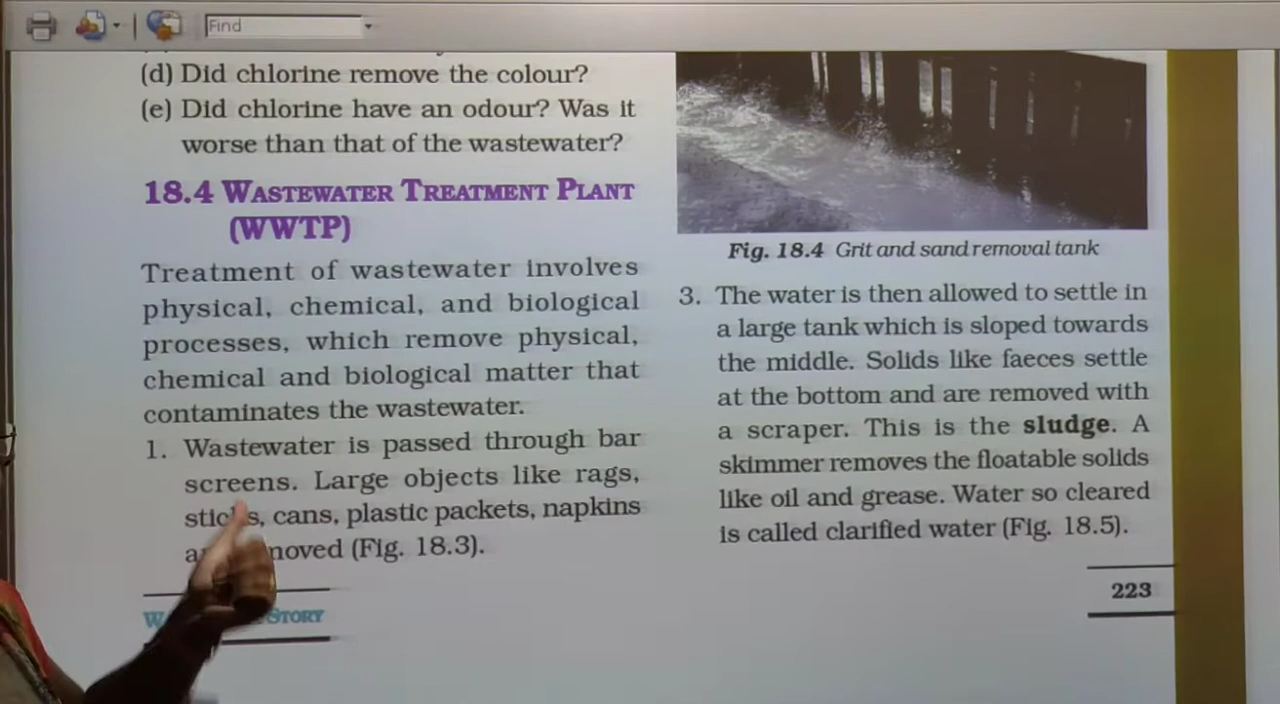 Find
(d) Did chlorine remove the colour?
(e) Did chlorine have an odour? Was it
worse than that of the wastewater?
18.4 WASTEWATER TREATMENT PLANT
(WWTP)
Treatment of wastewater involves
physical, chemical, and biological
processes, which remove physical,
chemical and biological matter that
contaminates the wastewater.
1. Wastewater is passed through bar
screens. Large objects like rags,
sticks, cans, plastic packets, napkins
(Fig. 18.3).
STORY
Fig. 18.4 Grit and sand removal tank
3. The water is then allowed to settle in
a large tank which is sloped towards
the middle. Solids like faeces settle
at the bottom and are removed with
a scraper. This is the sludge. A
skimmer removes the floatable solids
like oil and grease. Water so cleared
is called clarified water (Fig. 18.5).
223